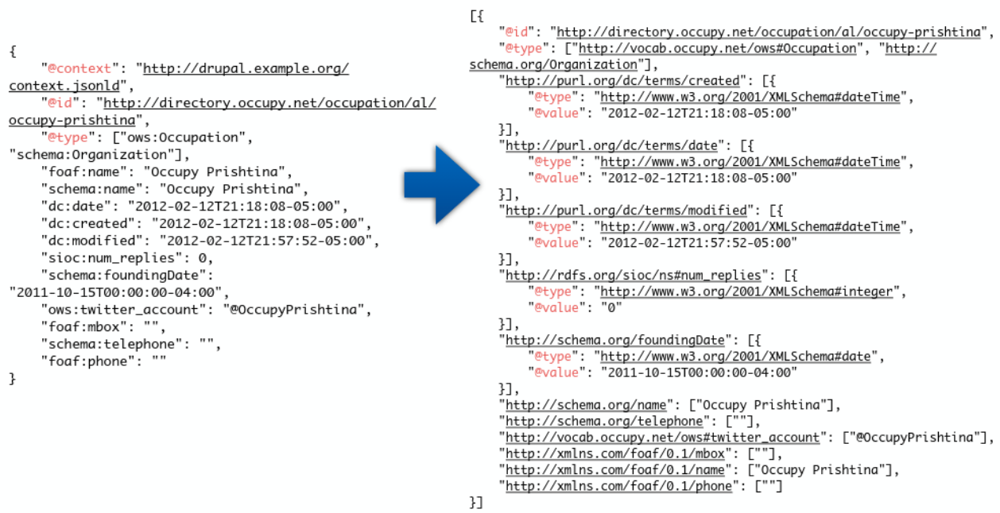 {
    "@context": "http://drupal.example.org/
context.jsonld",
    "@id": "http://directory.occupy.net/occupation/al/
occupy-prishtina",
    "@type": ["ows:Occupation",
"schema:Organization"],
    "foaf:name": "Occupy Prishtina",
    "schema:name": "Occupy Prishtina",
    "dc:date": "2012-02-12T21:18:08-05:00",
    "dc:created": "2012-02-12T21:18:08-05:00",
    "dc:modified": "2012-02-12T21:57:52-05:00",
    "sioc:num_replies": 0,
    "schema:foundingDate":
"2011-10-15T00:00:00-04:00",
    "ows:twitter_account": "@OccupyPrishtina",
    "foaf:mbox": "",
    "schema:telephone": "",
    "foaf:phone": ""
}
[{
    "@id": "http://directory.occupy.net/occupation/al/occupy-prishtina",
    "@type": ["http://vocab.occupy.net/ows#Occupation", "http://
schema.org/Organization"],
    "http://purl.org/dc/terms/created": [{
        "@type": "http://www.w3.org/2001/XMLSchema#dateTime",
        "@value": "2012-02-12T21:18:08-05:00"
    }],
    "http://purl.org/dc/terms/date": [{
        "@type": "http://www.w3.org/2001/XMLSchema#dateTime",
        "@value": "2012-02-12T21:18:08-05:00"
    }],
    "http://purl.org/dc/terms/modified": [{
        "@type": "http://www.w3.org/2001/XMLSchema#dateTime",
        "@value": "2012-02-12T21:57:52-05:00"
    }],
    "http://rdfs.org/sioc/ns#num_replies": [{
        "@type": "http://www.w3.org/2001/XMLSchema#integer",
        "@value": "0"
    }],
    "http://schema.org/foundingDate": [{
        "@type": "http://www.w3.org/2001/XMLSchema#date",
        "@value": "2011-10-15T00:00:00-04:00"
    }],
    "http://schema.org/name": ["Occupy Prishtina"],
    "http://schema.org/telephone": [""],
    "http://vocab.occupy.net/ows#twitter_account": ["@OccupyPrishtina"],
    "http://xmlns.com/foaf/0.1/mbox": [""],
    "http://xmlns.com/foaf/0.1/name": ["Occupy Prishtina"],
    "http://xmlns.com/foaf/0.1/phone": [""]
}]